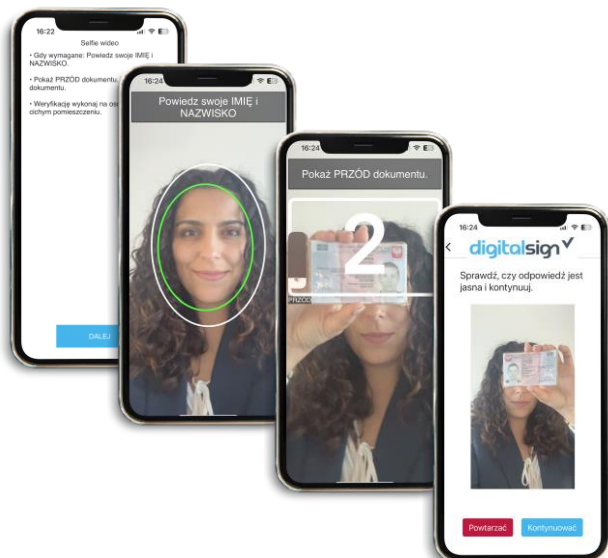 16:22
Selfie wideo
• Gdy wymagane: Powiedz swoje IMIĘ i
NAZWISKO.
• Pokaż PRZÓD dokumentu,
dokumentu.
• Weryfikację wykonaj na
cichym pomieszczeniu.
DALEJ
16:24
Powiedz swoje IMIĘ i
NAZWISKO
16:24
Pokaż PRZÓD dokumentu.
2
PRZÓD
16:24
digitalsign
Sprawdź, czy odpowiedź jest
jasna i kontynuuj.
Powtarzać
Kontynuować